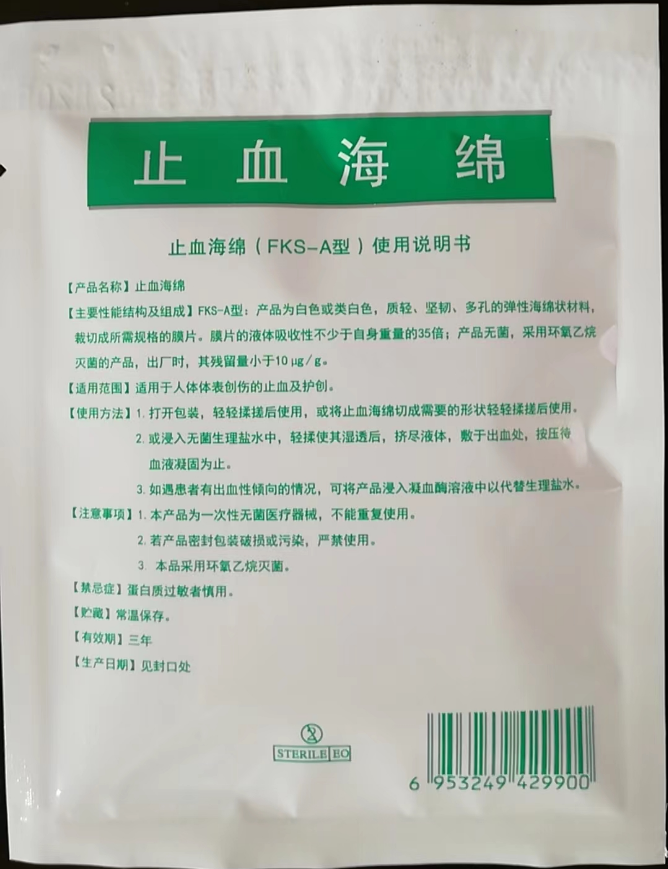 止血海绵
止血海绵（FKS-A型）使用说明书
【产品名称】止血海绵
【主要性能结构及组成】FKS-A型：产品为白色或类白色，质轻、坚韧、多孔的弹性海绵状材料，
裁切成所需规格的膜片。膜片的液体吸收性不少于自身重量的35倍；产品无菌，采用环氧乙烷
灭菌的产品，出厂时，其残留量小于10μg/g。
【适用范围】适用于人体体表创伤的止血及护创。
【使用方法】1.打开包装，轻轻揉搓后使用，或将止血海绵切成需要的形状轻轻揉搓后使用。
2.或浸入无菌生理盐水中，轻揉使其湿透后，挤尽液体，敷于出血处，按压待
血液凝固为止。
3.如遇患者有出血性倾向的情况，可将产品浸入凝血酶溶液中以代替生理盐水。
【注意事项】1.本产品为一次性无菌医疗器械，不能重复使用。
2.若产品密封包装破损或污染，严禁使用。
3.本品采用环氧乙烷灭菌。
【禁忌症】蛋白质过敏者慎用。
【贮藏】常温保存。
【有效期】三年
【生产日期】见封口处
2
STERILE EO
6 953249 429900